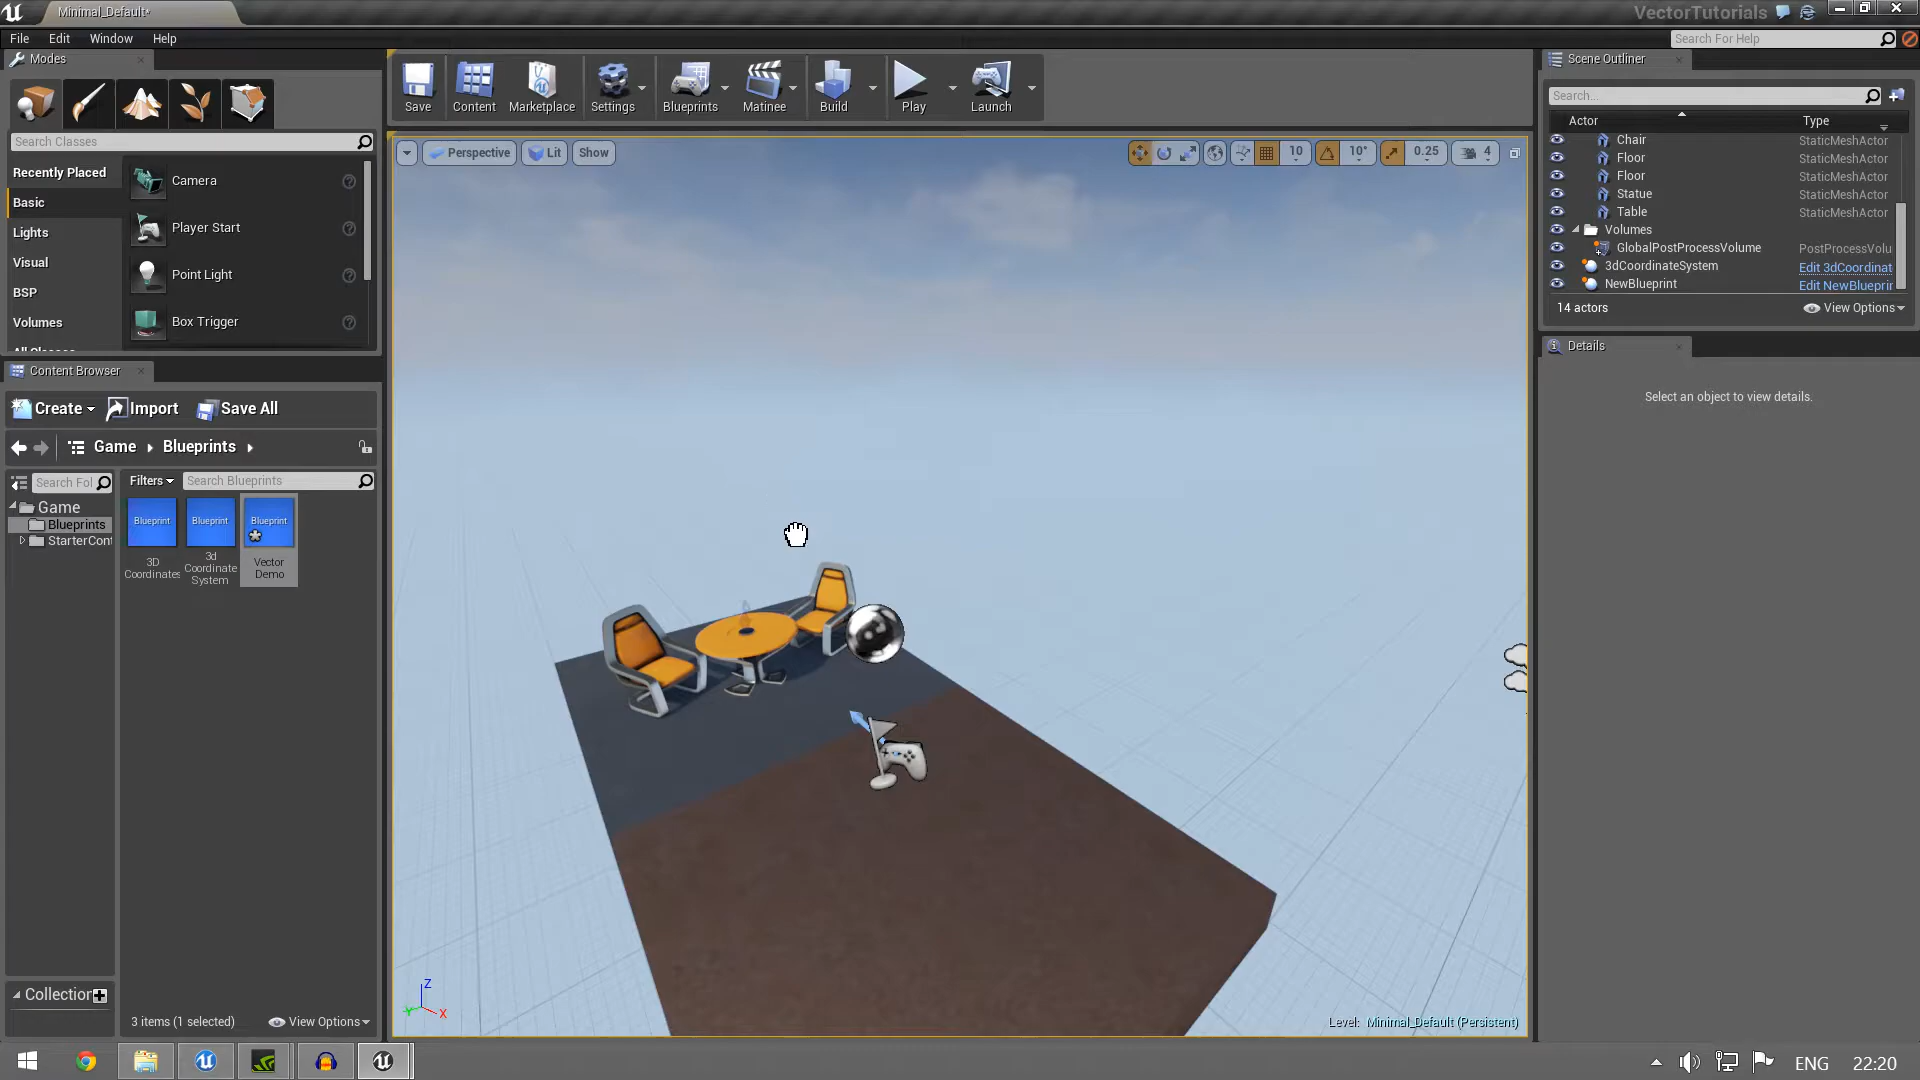 Minimal_Default*
VectorTutorials
File Edit Window Help
Search For Help
Modes
Search Classes
Recently Placed
Basic
Lights
Visual
BSP
Volumes
All Classes
Camera
Player Start
Point Light
Box Trigger
Save
Content
Marketplace
Settings
Blueprints
Matinee
Build
Play
Launch
Perspective
Lit
Show
10
10°
0.25
4
Scene Outliner
Search...
Actor Type
Chair StaticMeshActor
Floor StaticMeshActor
Floor StaticMeshActor
Statue StaticMeshActor
Table StaticMeshActor
Volumes
GlobalPostProcessVolume PostProcessVolu
3dCoordinateSystem Edit 3dCoordinat
NewBlueprint Edit NewBluepri
14 actors
View Options
Details
Select an object to view details.
Content Browser
Create Import Save All
Game Blueprints
Search Fol
Game
Blueprints
StarterCont
Filters
Search Blueprints
Blueprint
3D
Coordinates
Blueprint
3d
Coordinate
System
Blueprint
Vector
Demo
Collection
3 items (1 selected)
View Options
Z
Y
X
Level: Minimal_Default (Persistent)
ENG
22:20